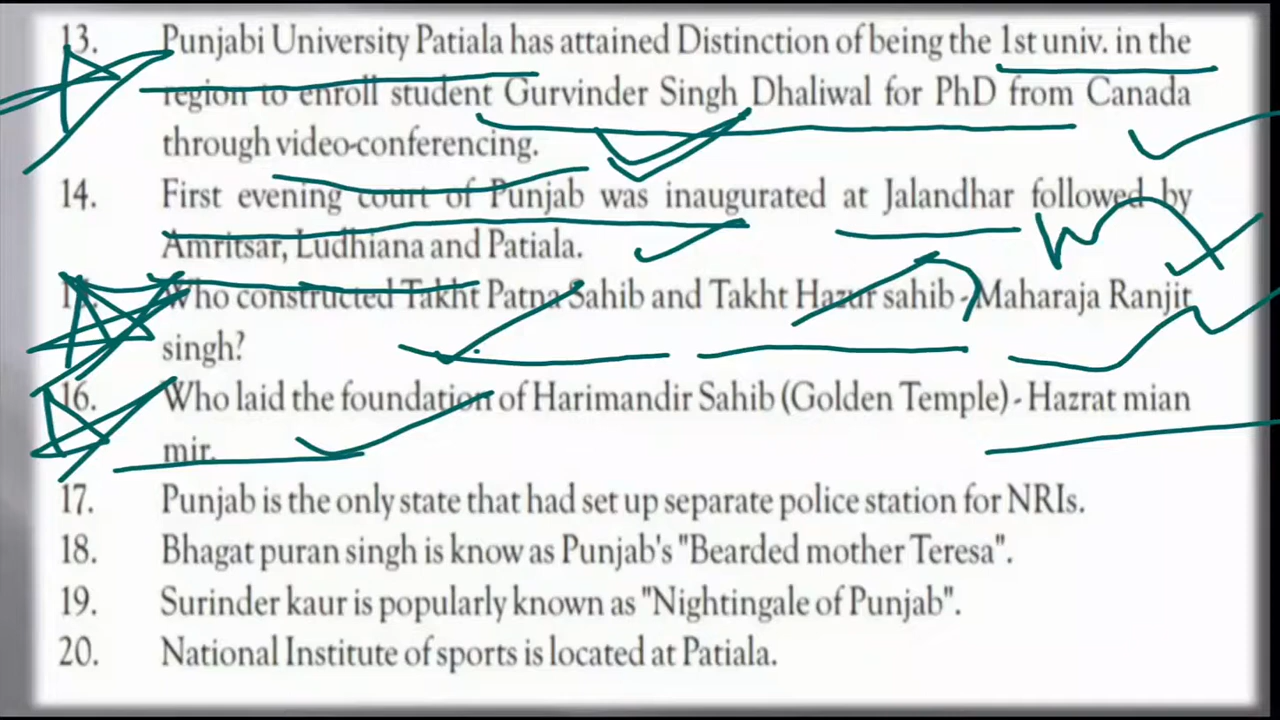 13. Punjabi University Patiala has attained Distinction of being the 1st univ. in the
region to enroll student Gurvinder Singh Dhaliwal for PhD from Canada
through video-conferencing.
14. First evening court of Punjab was inaugurated at Jalandhar followed by
Amritsar, Ludhiana and Patiala.
1 . Who constructed Takht Patna Sahib and Takht Hazur sahib - Maharaja Ranjit
singh?
16. Who laid the foundation of Harimandir Sahib (Golden Temple) - Hazrat mian
mir.
17. Punjab is the only state that had set up separate police station for NRIs.
18. Bhagat puran singh is know as Punjab's "Bearded mother Teresa".
19. Surinder kaur is popularly known as "Nightingale of Punjab".
20. National Institute of sports is located at Patiala.